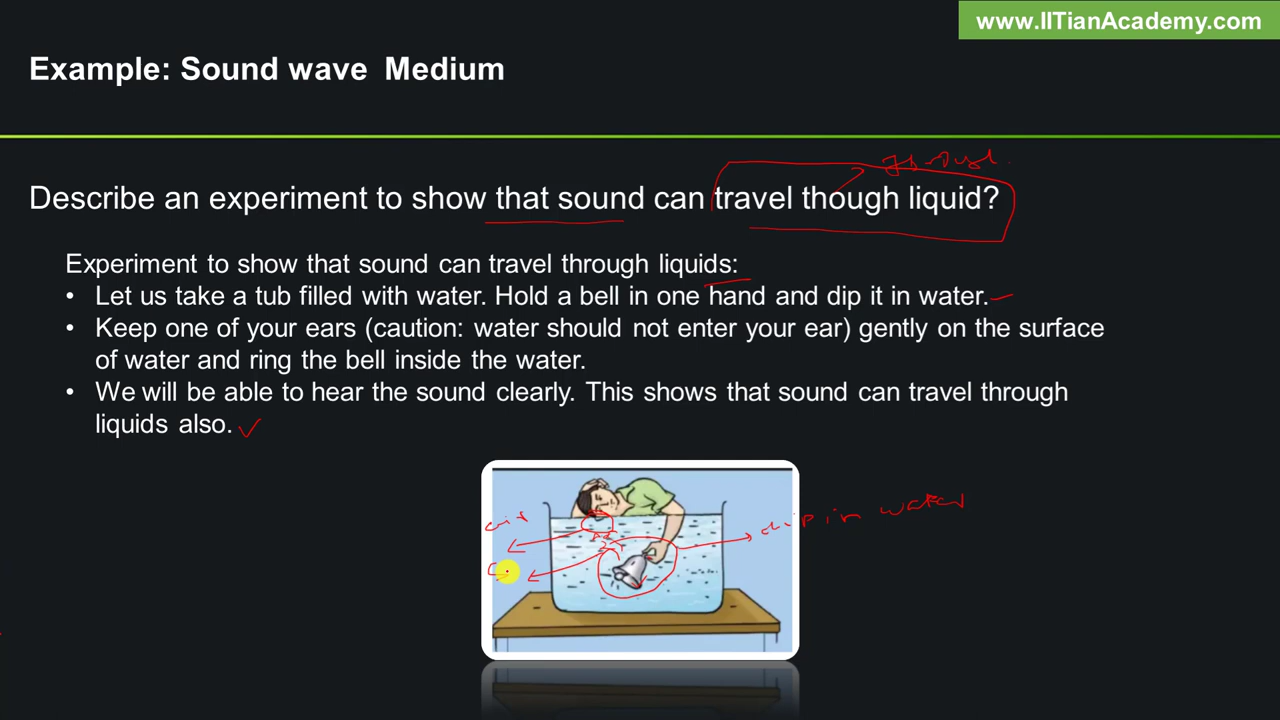 www.IITianAcademy.com
Example: Sound wave Medium
through
Describe an experiment to show that sound can travel though liquid?
Experiment to show that sound can travel through liquids:
• Let us take a tub filled with water. Hold a bell in one hand and dip it in water.
• Keep one of your ears (caution: water should not enter your ear) gently on the surface
of water and ring the bell inside the water.
• We will be able to hear the sound clearly. This shows that sound can travel through
liquids also.
dip in water